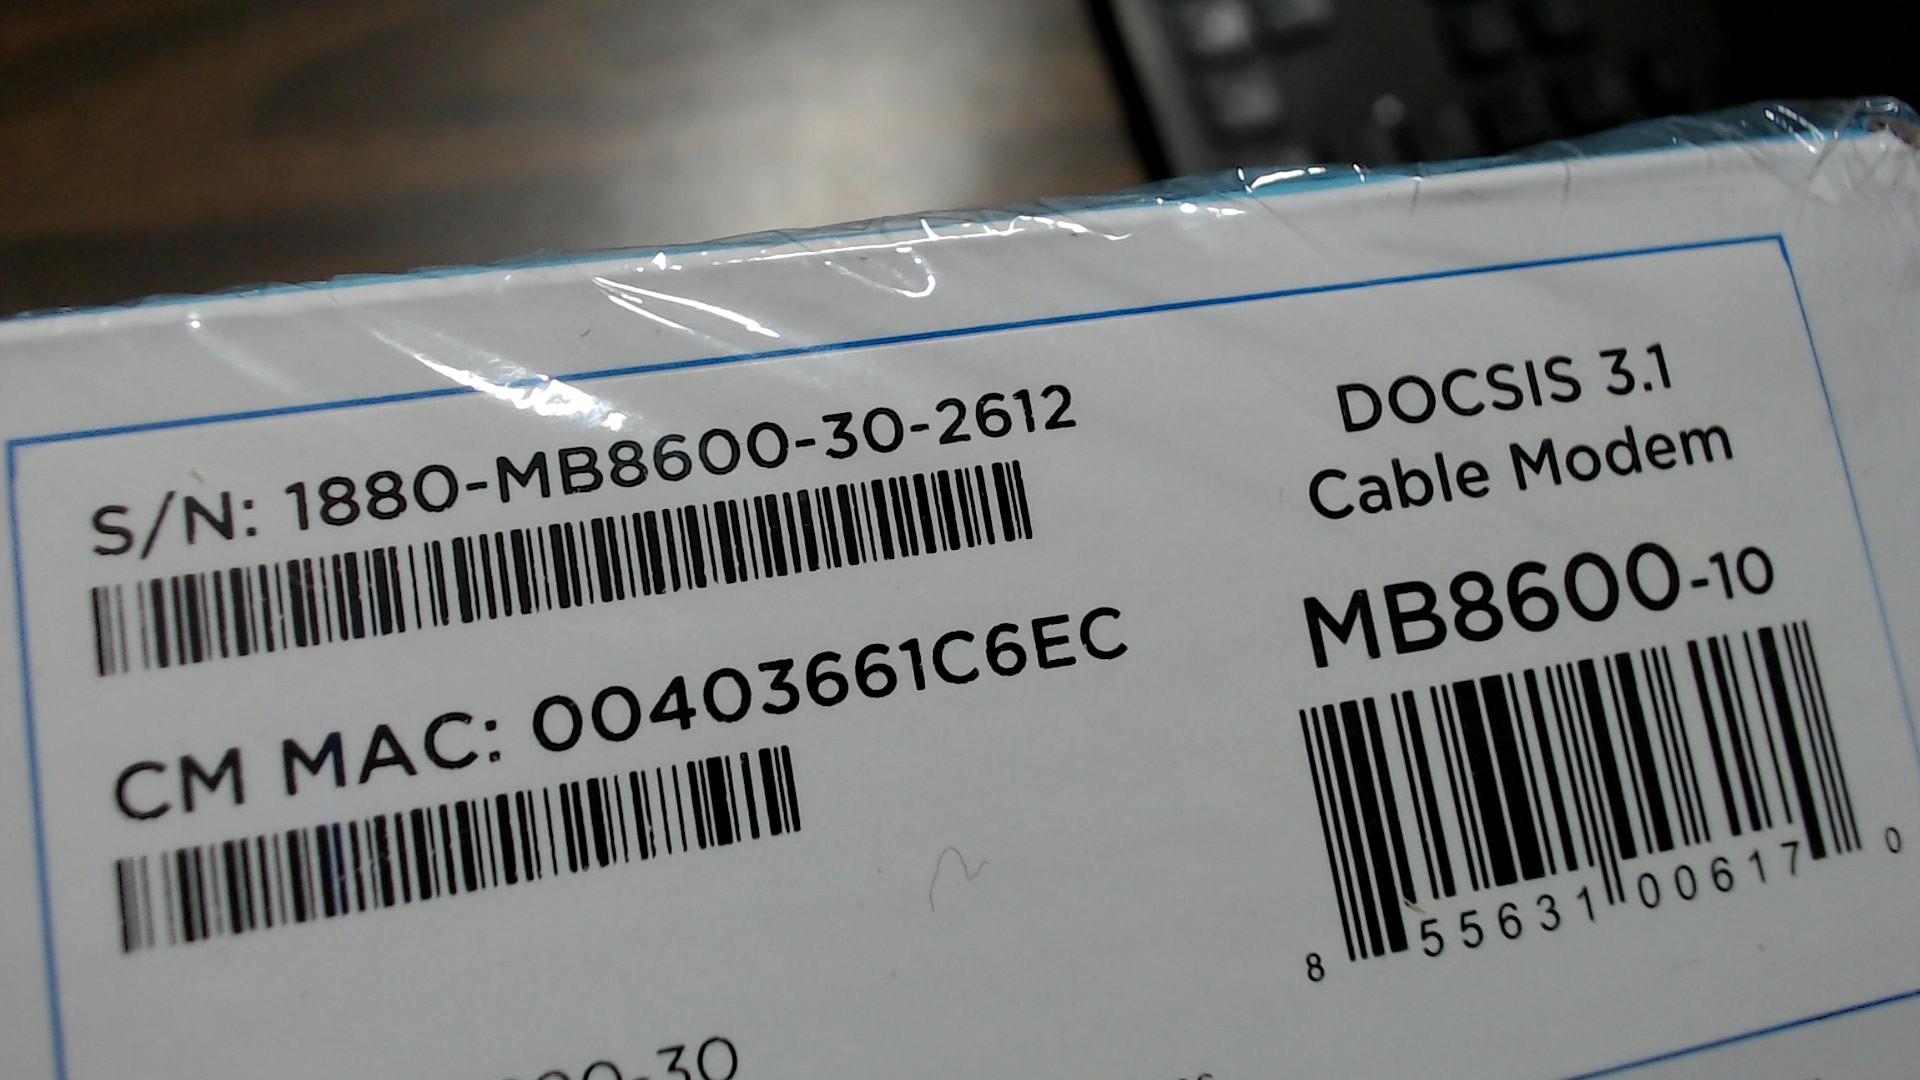 S/N: 1880-MB8600-30-2612
CM MAC: 00403661C6EC
DOCSIS 3.1
Cable Modem
MB8600-10
8 55631 00617 0